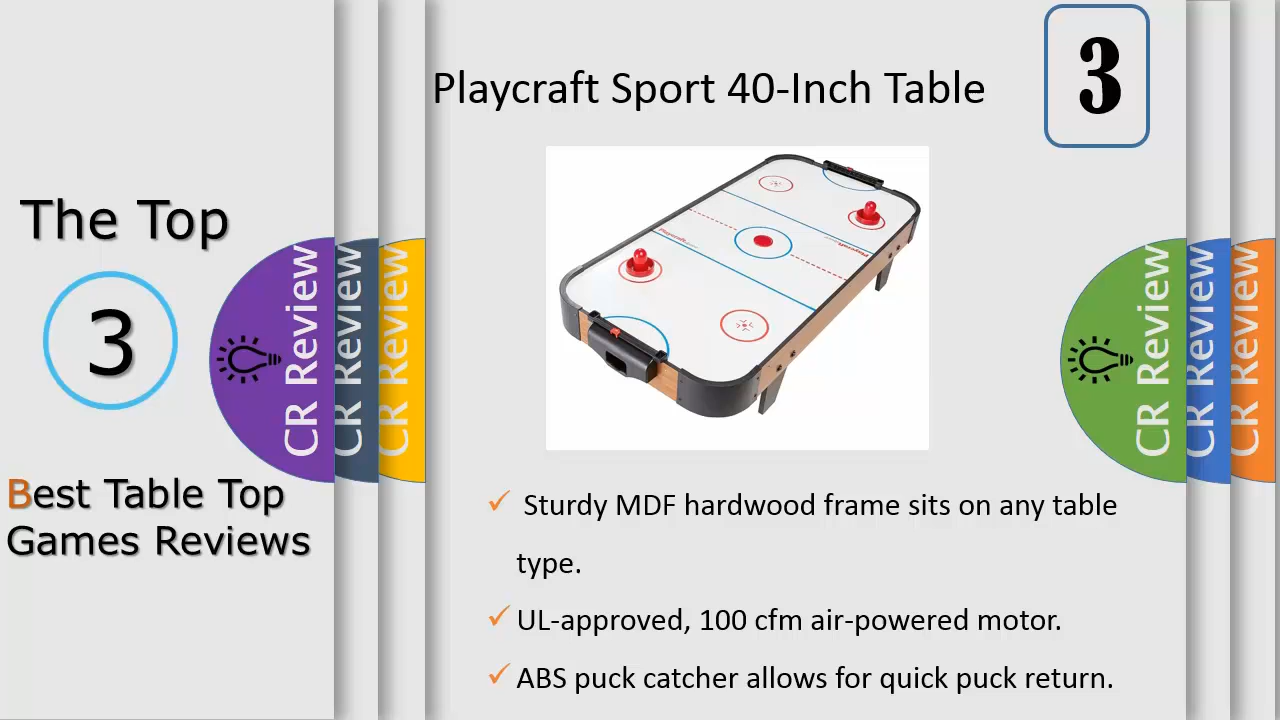 Playcraft Sport 40-Inch Table
3
The Top
3
Best Table Top
Games Reviews
CR Review
CR Review
CR Review
CR Review
CR Review
CR Review
Sturdy MDF hardwood frame sits on any table
type.
UL-approved, 100 cfm air-powered motor.
ABS puck catcher allows for quick puck return.